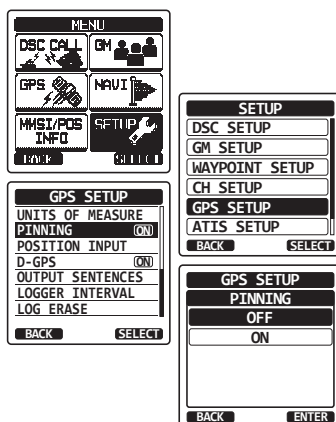 MENU
DSC CALL
GM
GPS
NAVI
MMSI/POS
INFO
SETUP
BACK
SELECT
SETUP
DSC SETUP
GM SETUP
WAYPOINT SETUP
CH SETUP
GPS SETUP
ATIS SETUP
BACK
SELECT
GPS SETUP
UNITS OF MEASURE
PINNING ON
POSITION INPUT
D-GPS ON
OUTPUT SENTENCES
LOGGER INTERVAL
LOG ERASE
BACK
SELECT
GPS SETUP
PINNING
OFF
ON
BACK
ENTER